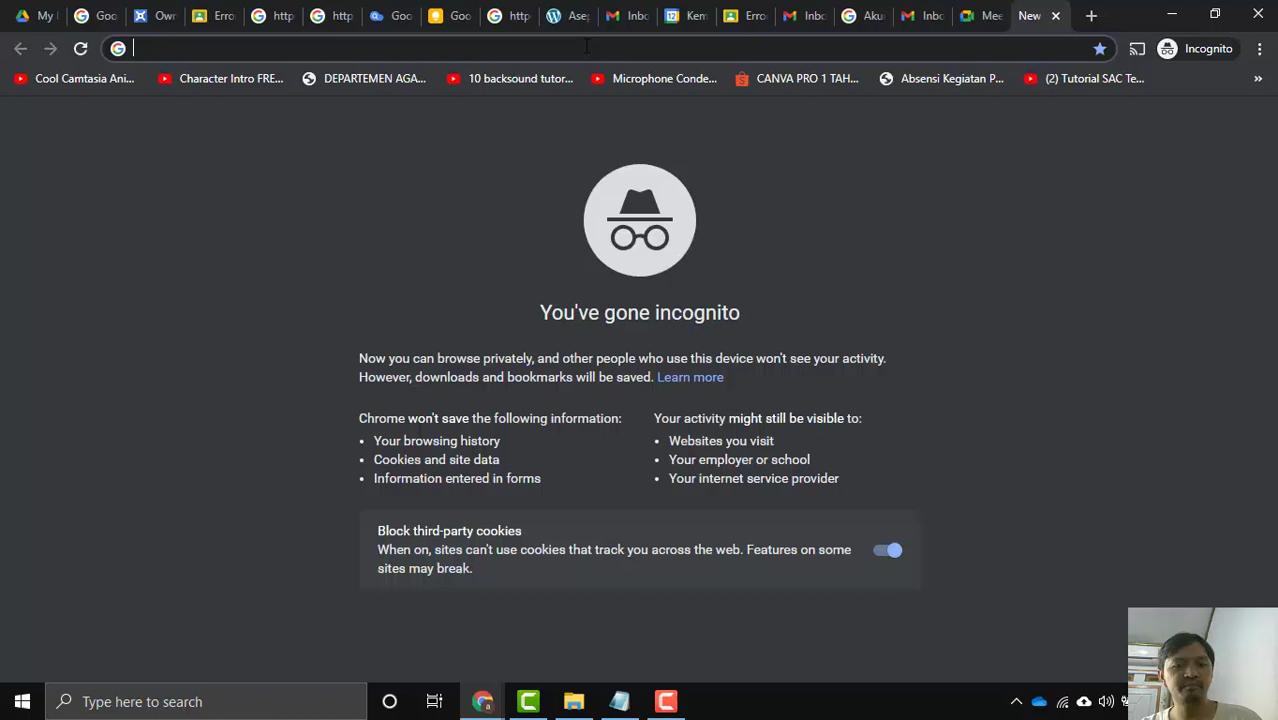 My
Goo
Own
Erro
http
http
Goo
Goo
http
Asep
Inbo
Kem
Erro
Inbo
Aku
Inbo
Mee
New
Incognito
Cool Camtasia Ani...
Character Intro FRE...
DEPARTEMEN AGA...
10 backsound tutor...
Microphone Conde...
CANVA PRO 1 TAH...
Absensi Kegiatan P...
(2) Tutorial SAC Te...
You've gone incognito
Now you can browse privately, and other people who use this device won't see your activity.
However, downloads and bookmarks will be saved. Learn more
Chrome won't save the following information:
• Your browsing history
• Cookies and site data
• Information entered in forms
Your activity might still be visible to:
• Websites you visit
• Your employer or school
• Your internet service provider
Block third-party cookies
When on, sites can't use cookies that track you across the web. Features on some
sites may break.
Type here to search